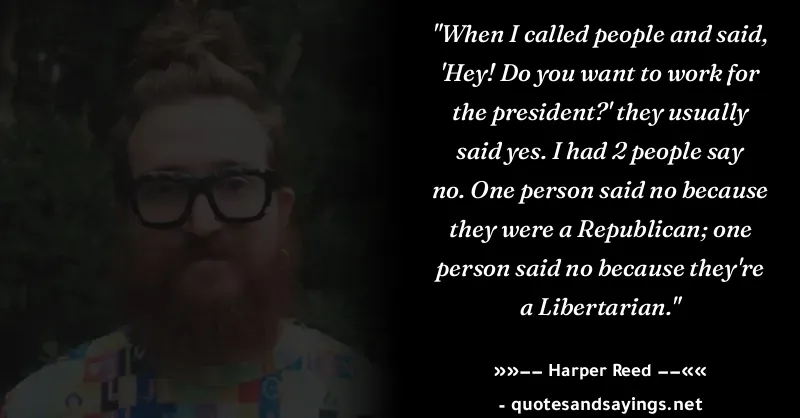 "When I called people and said,
'Hey! Do you want to work for
the president?' they usually
said yes. I had 2 people say
no. One person said no because
they were a Republican; one
person said no because they're
a Libertarian."
»»−− Harper Reed −−««
- quotesandsayings.net